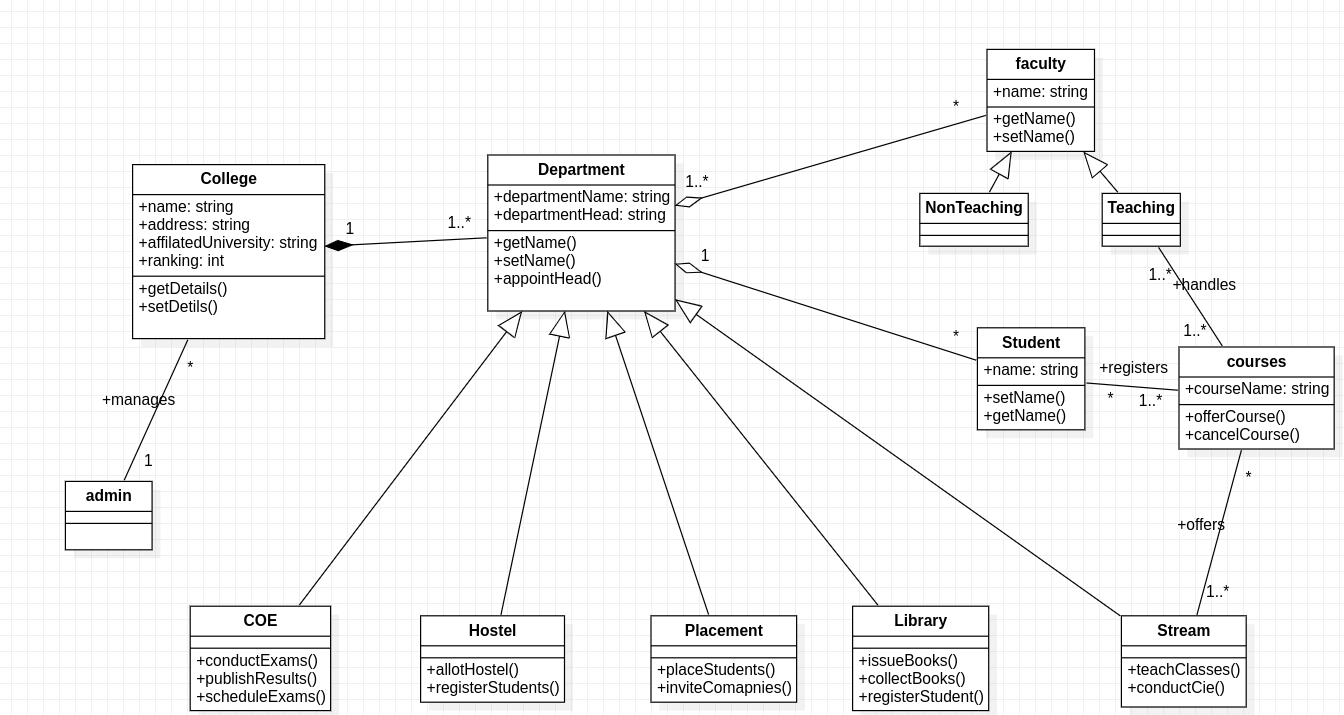 faculty
+name: string
+getName()
+setName()
*
1..*
NonTeaching
Teaching
1..*
+handles
1..*
College
+name: string
+address: string
+affilatedUniversity: string
+ranking: int
+getDetails()
+setDetils()
1
1..*
Department
+departmentName: string
+departmentHead: string
+getName()
+setName()
+appointHead()
1
*
Student
+name: string
+setName()
+getName()
+registers
*
1..*
courses
+courseName: string
+offerCourse()
+cancelCourse()
*
+manages
1
admin
*
+offers
1..*
COE
+conductExams()
+publishResults()
+scheduleExams()
Hostel
+allotHostel()
+registerStudents()
Placement
+placeStudents()
+inviteComapnies()
Library
+issueBooks()
+collectBooks()
+registerStudent()
Stream
+teachClasses()
+conductCie()